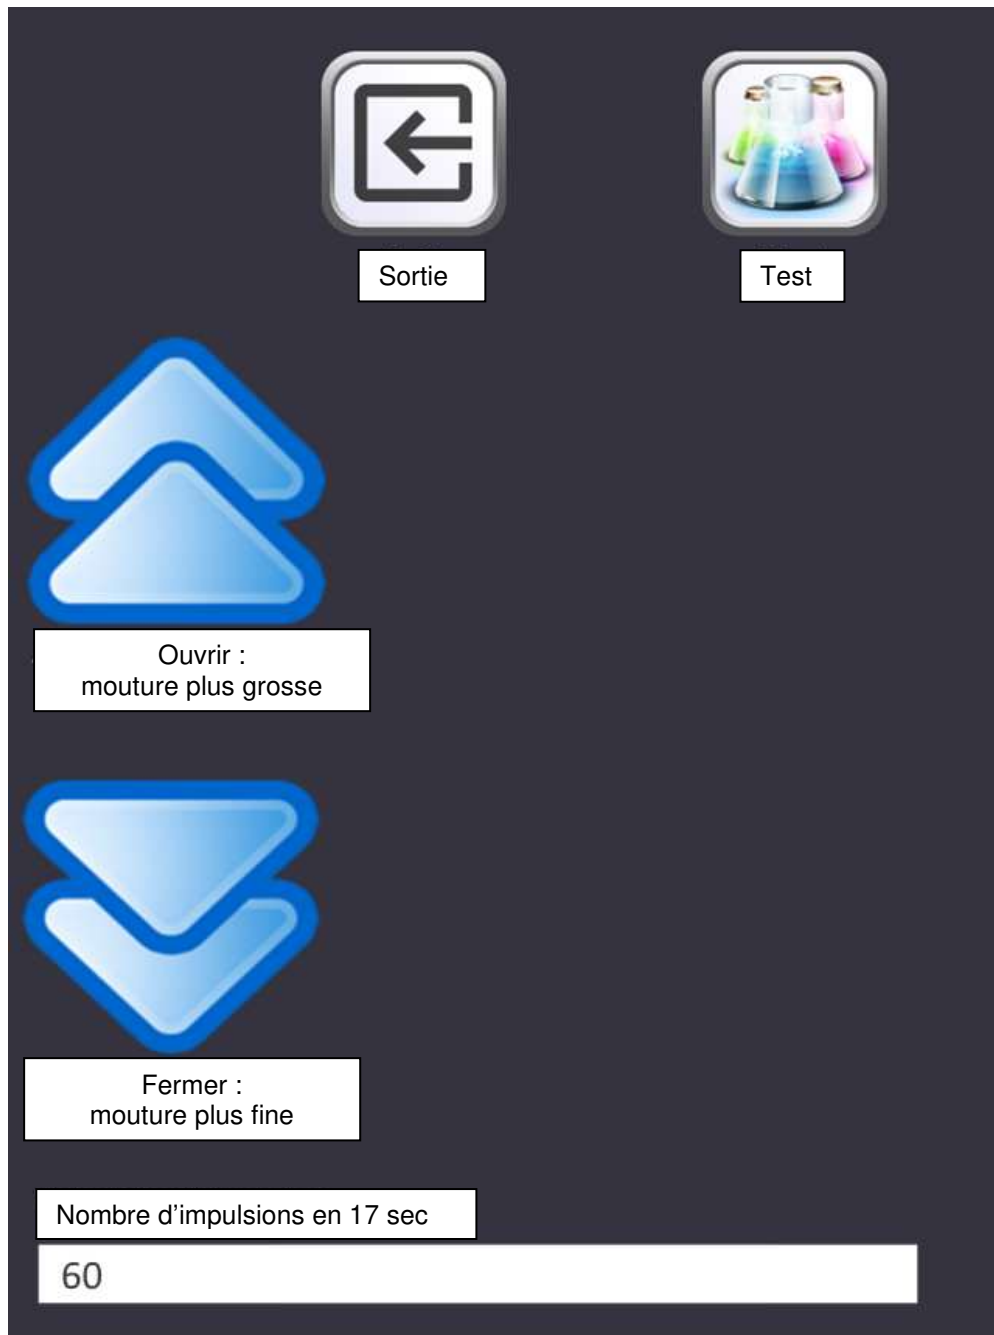 Sortie
Test
Ouvrir :
mouture plus grosse
Fermer :
mouture plus fine
Nombre d’impulsions en 17 sec
60